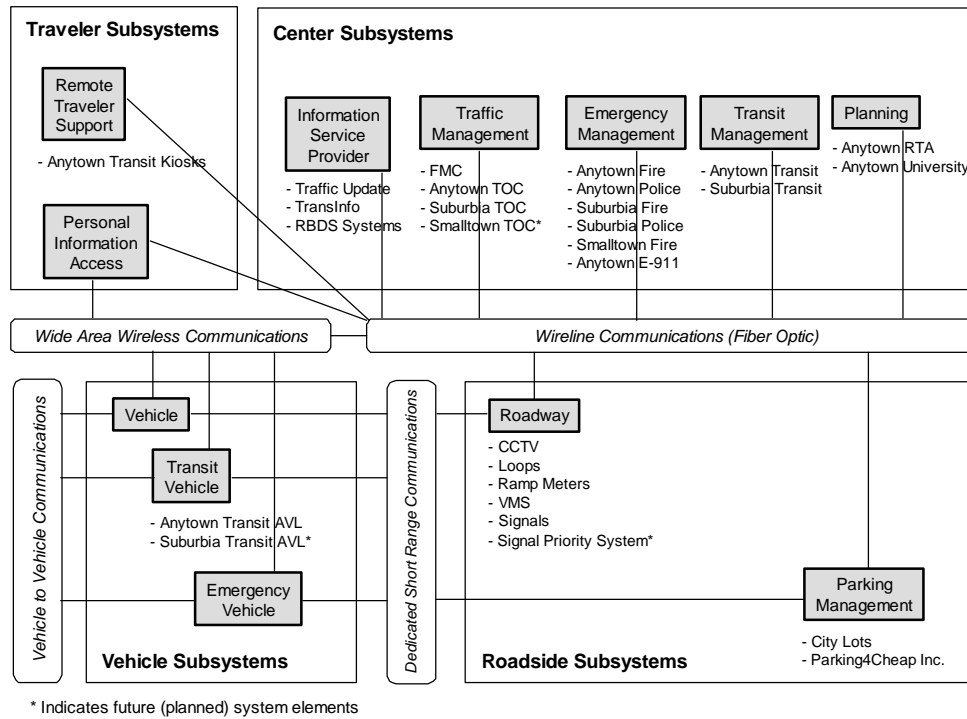 Traveler Subsystems
Remote
Traveler
Support
- Anytown Transit Kiosks
Personal
Information
Access
Center Subsystems
Information
Service
Provider
- Traffic Update
- TransInfo
- RBDS Systems
Traffic
Management
- FMC
- Anytown TOC
- Suburbia TOC
- Smalltown TOC*
Emergency
Management
- Anytown Fire
- Anytown Police
- Suburbia Fire
- Suburbia Police
- Smalltown Fire
- Anytown E-911
Transit
Management
- Anytown Transit
- Suburbia Transit
Planning
- Anytown RTA
- Anytown University
Wide Area Wireless Communications
Wireline Communications (Fiber Optic)
Vehicle to Vehicle Communications
Vehicle
Transit
Vehicle
- Anytown Transit AVL
- Suburbia Transit AVL*
Emergency
Vehicle
Vehicle Subsystems
Dedicated Short Range Communications
Roadway
- CCTV
- Loops
- Ramp Meters
- VMS
- Signals
- Signal Priority System*
Parking
Management
- City Lots
- Parking4Cheap Inc.
Roadside Subsystems
* Indicates future (planned) system elements